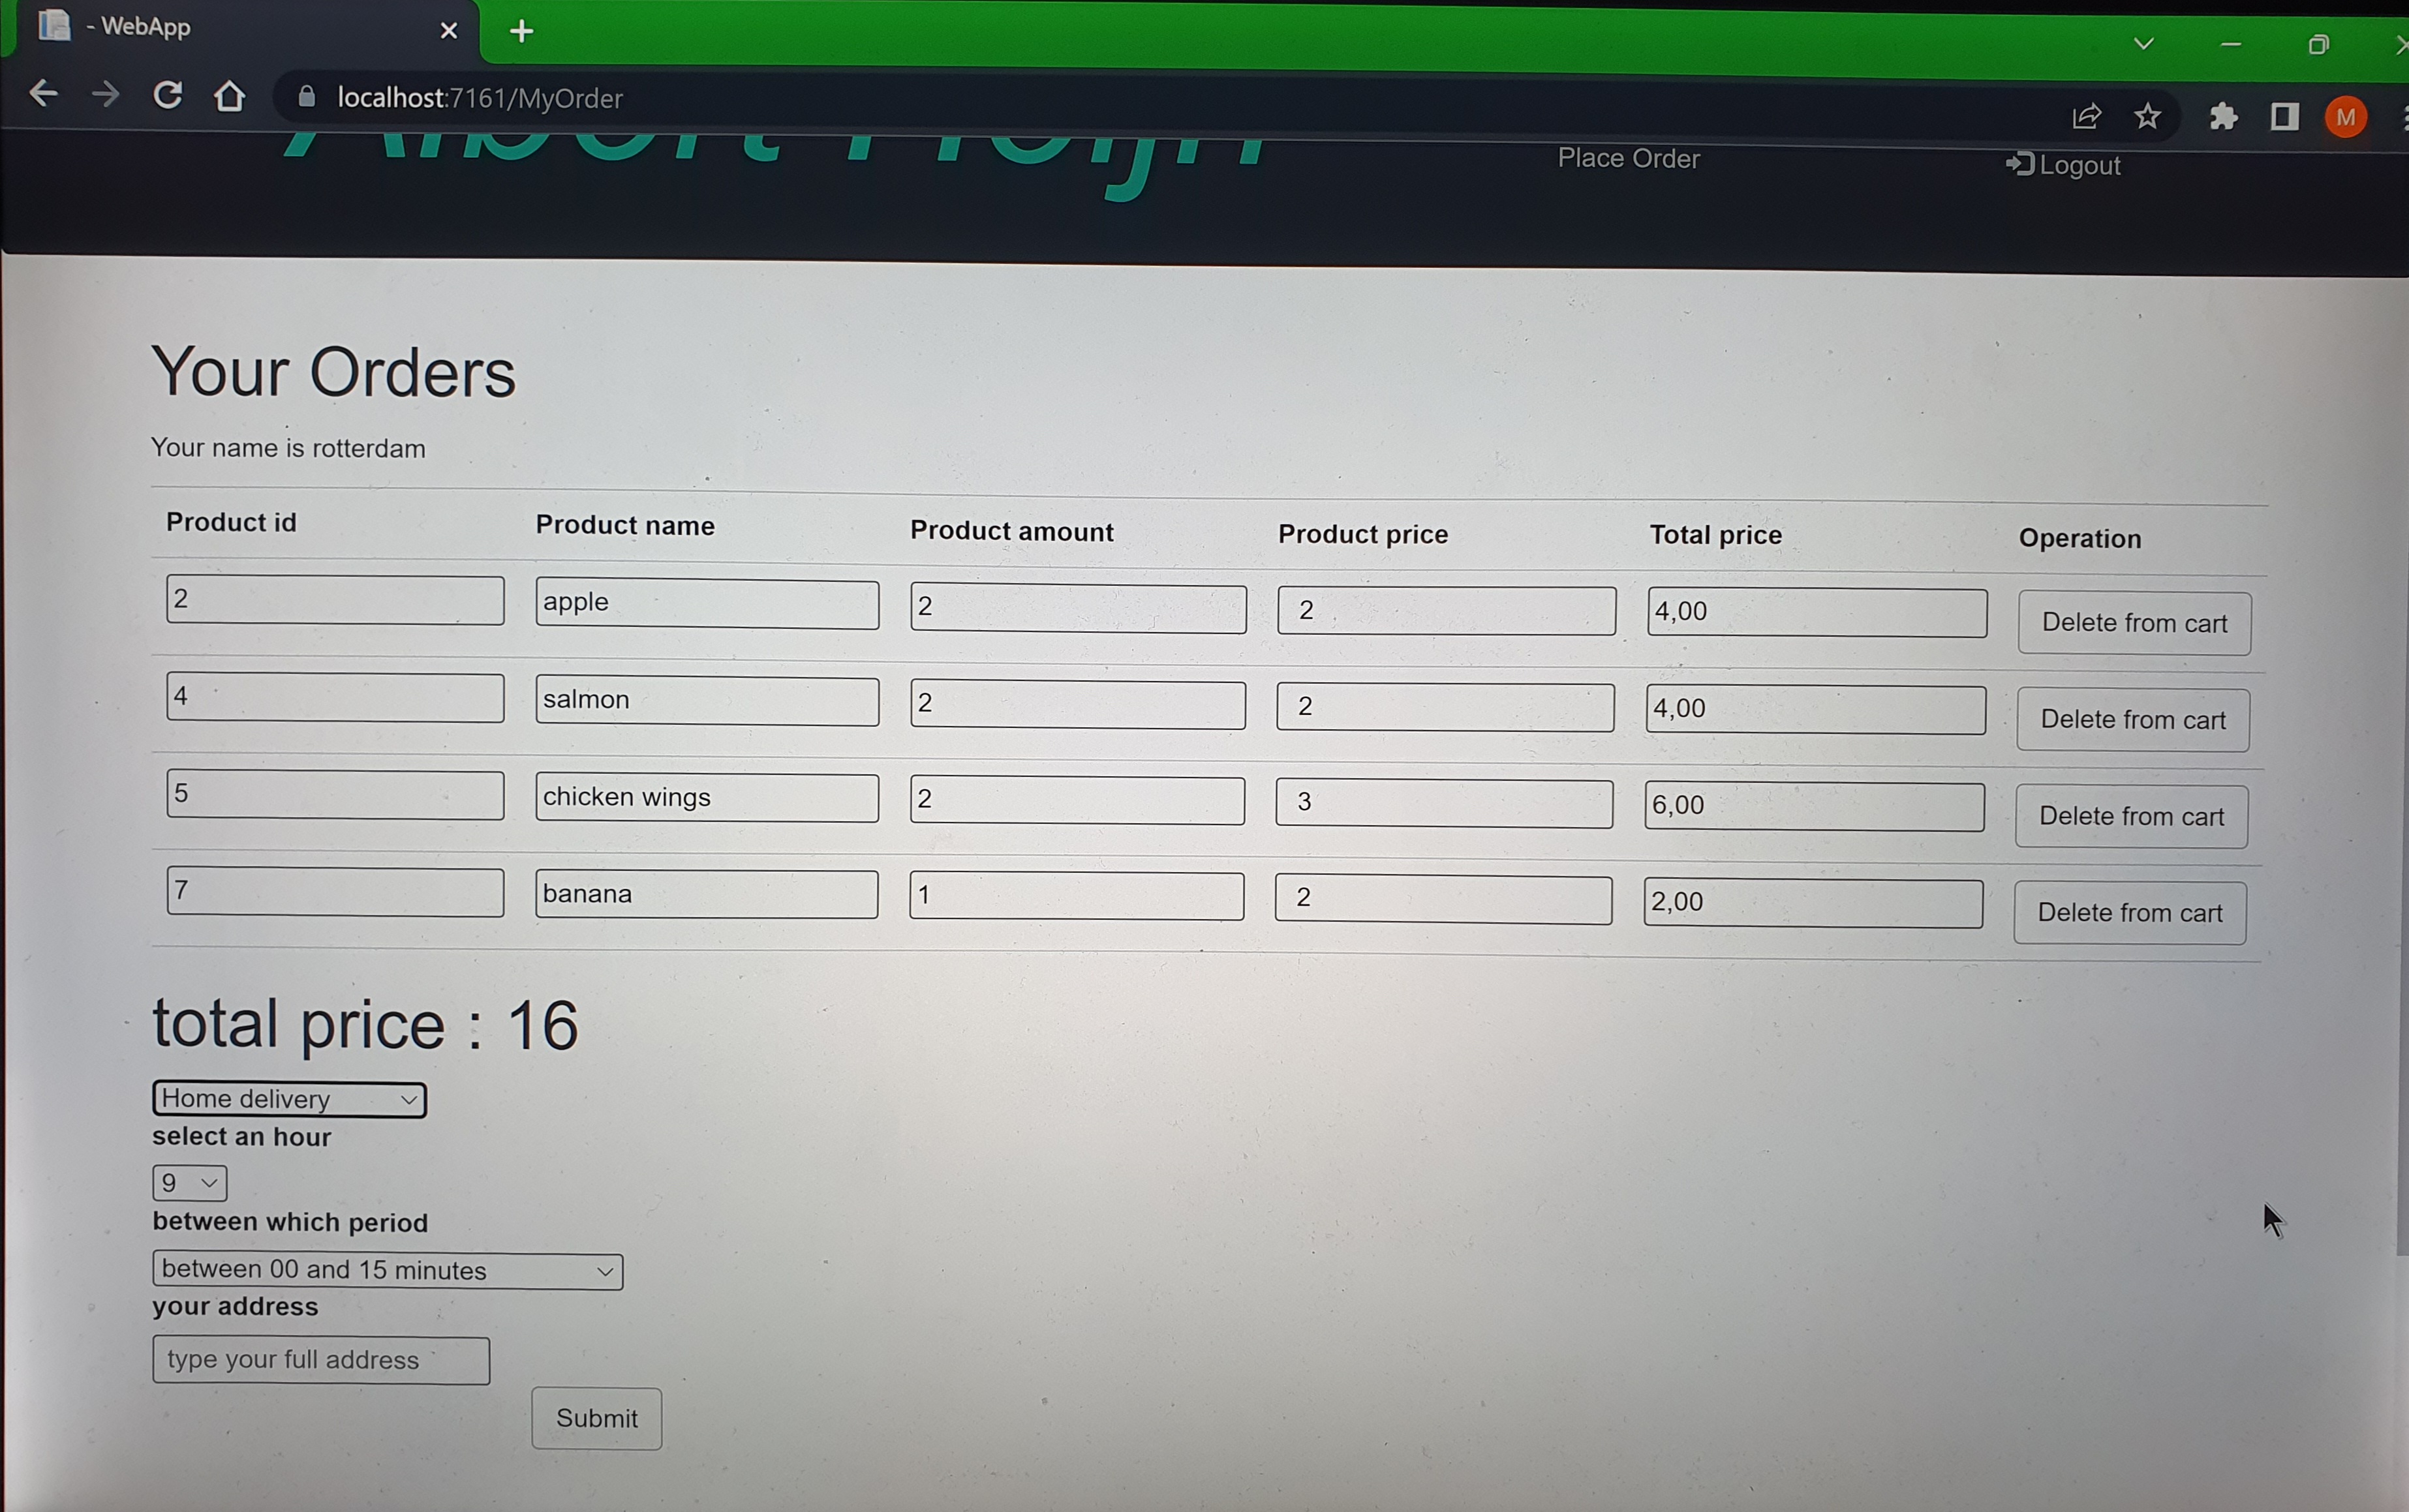 - WebApp
localhost:7161/MyOrder
M
Albert Heijn
Place Order
Logout
Your Orders
Your name is rotterdam
Product id Product name Product amount Product price Total price Operation
2 apple 2 2 4,00 Delete from cart
4 salmon 2 2 4,00 Delete from cart
5 chicken wings 2 3 6,00 Delete from cart
7 banana 1 2 2,00 Delete from cart
total price : 16
Home delivery
select an hour
9
between which period
between 00 and 15 minutes
your address
type your full address
Submit